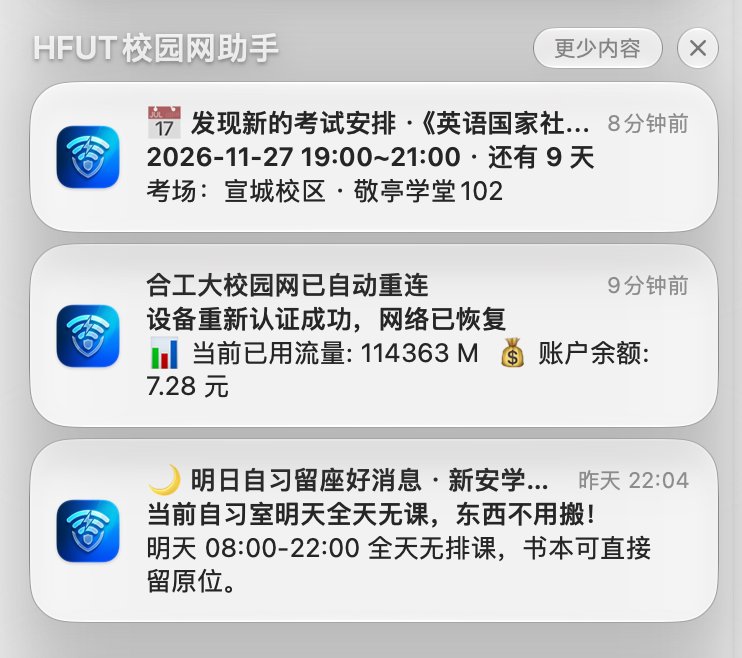 HFUT校园网助手
更少内容
📅 发现新的考试安排 ·《英语国家社... 8分钟前
2026-11-27 19:00~21:00 · 还有 9 天
考场：宣城校区 · 敬亭学堂102
合工大校园网已自动重连 9分钟前
设备重新认证成功，网络已恢复
📊 当前已用流量: 114363 M 💰 账户余额:
7.28 元
🌙 明日自习留座好消息 · 新安学... 昨天 22:04
当前自习室明天全天无课，东西不用搬！
明天 08:00-22:00 全天无排课，书本可直接
留原位。